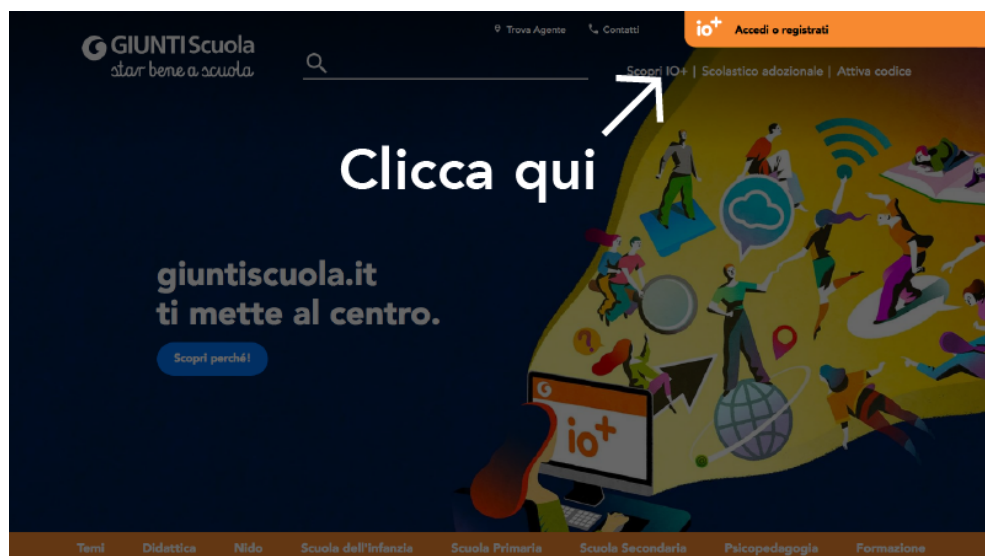 Trova Agente
Contatti
io+ Accedi o registrati
GIUNTI Scuola
star bene a scuola
Scopri IO+ | Scolastico adozionale | Attiva codice
Clicca qui
giuntiscuola.it
ti mette al centro.
Scopri perché!
io+
Temi Didattica Nido Scuola dell'Infanzia Scuola Primaria Scuola Secondaria Psicopedagogia Formazione